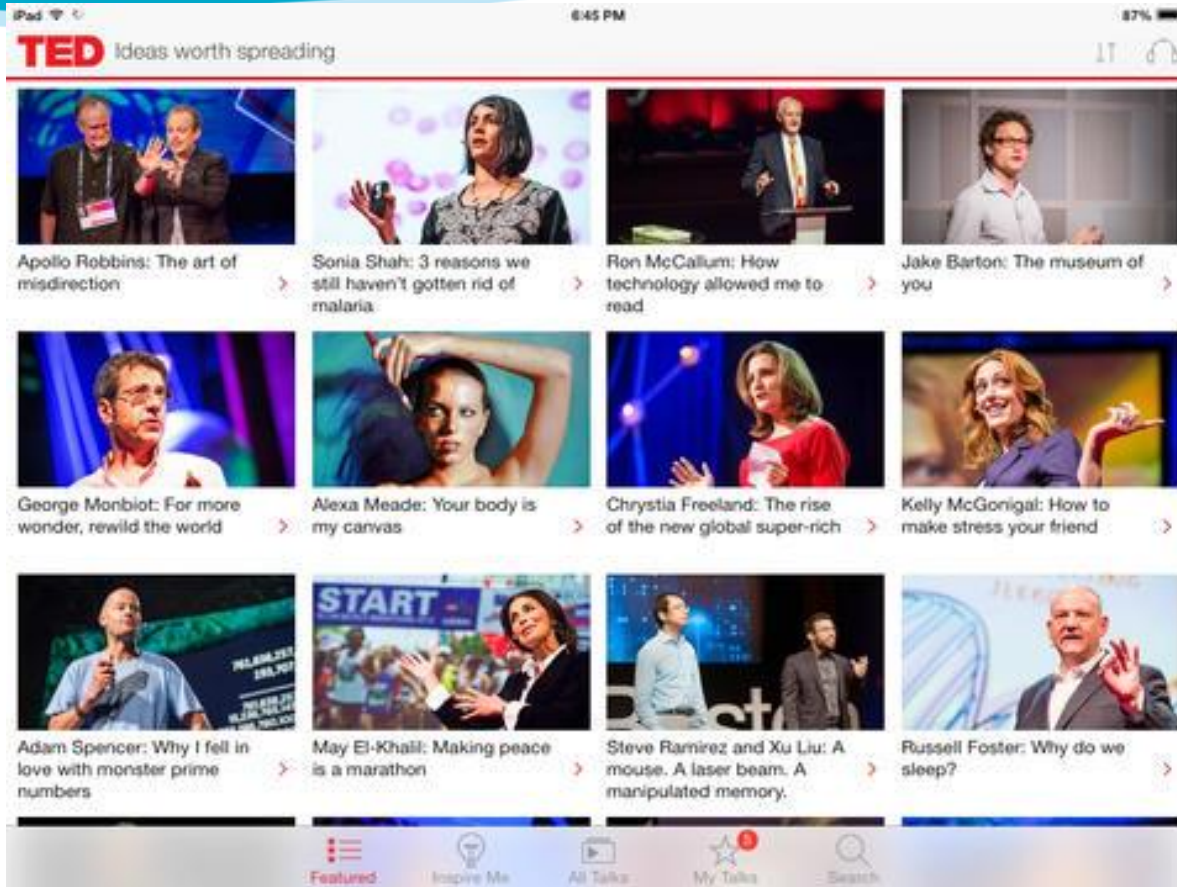 iPad
6:45 PM
87%
TED Ideas worth spreading
Apollo Robbins: The art of
misdirection
Sonia Shah: 3 reasons we
still haven't gotten rid of
malaria
Ron McCallum: How
technology allowed me to
read
Jake Barton: The museum of
you
George Monbiot: For more
wonder, rewild the world
Alexa Meade: Your body is
my canvas
Chrystia Freeland: The rise
of the new global super-rich
Kelly McGonigal: How to
make stress your friend
START
Adam Spencer: Why I fell in
love with monster prime
numbers
May El-Khalil: Making peace
is a marathon
Steve Ramirez and Xu Liu: A
mouse. A laser beam. A
manipulated memory.
Russell Foster: Why do we
sleep?
Featured
Inspire Me
All Talks
My Talks
5
Search